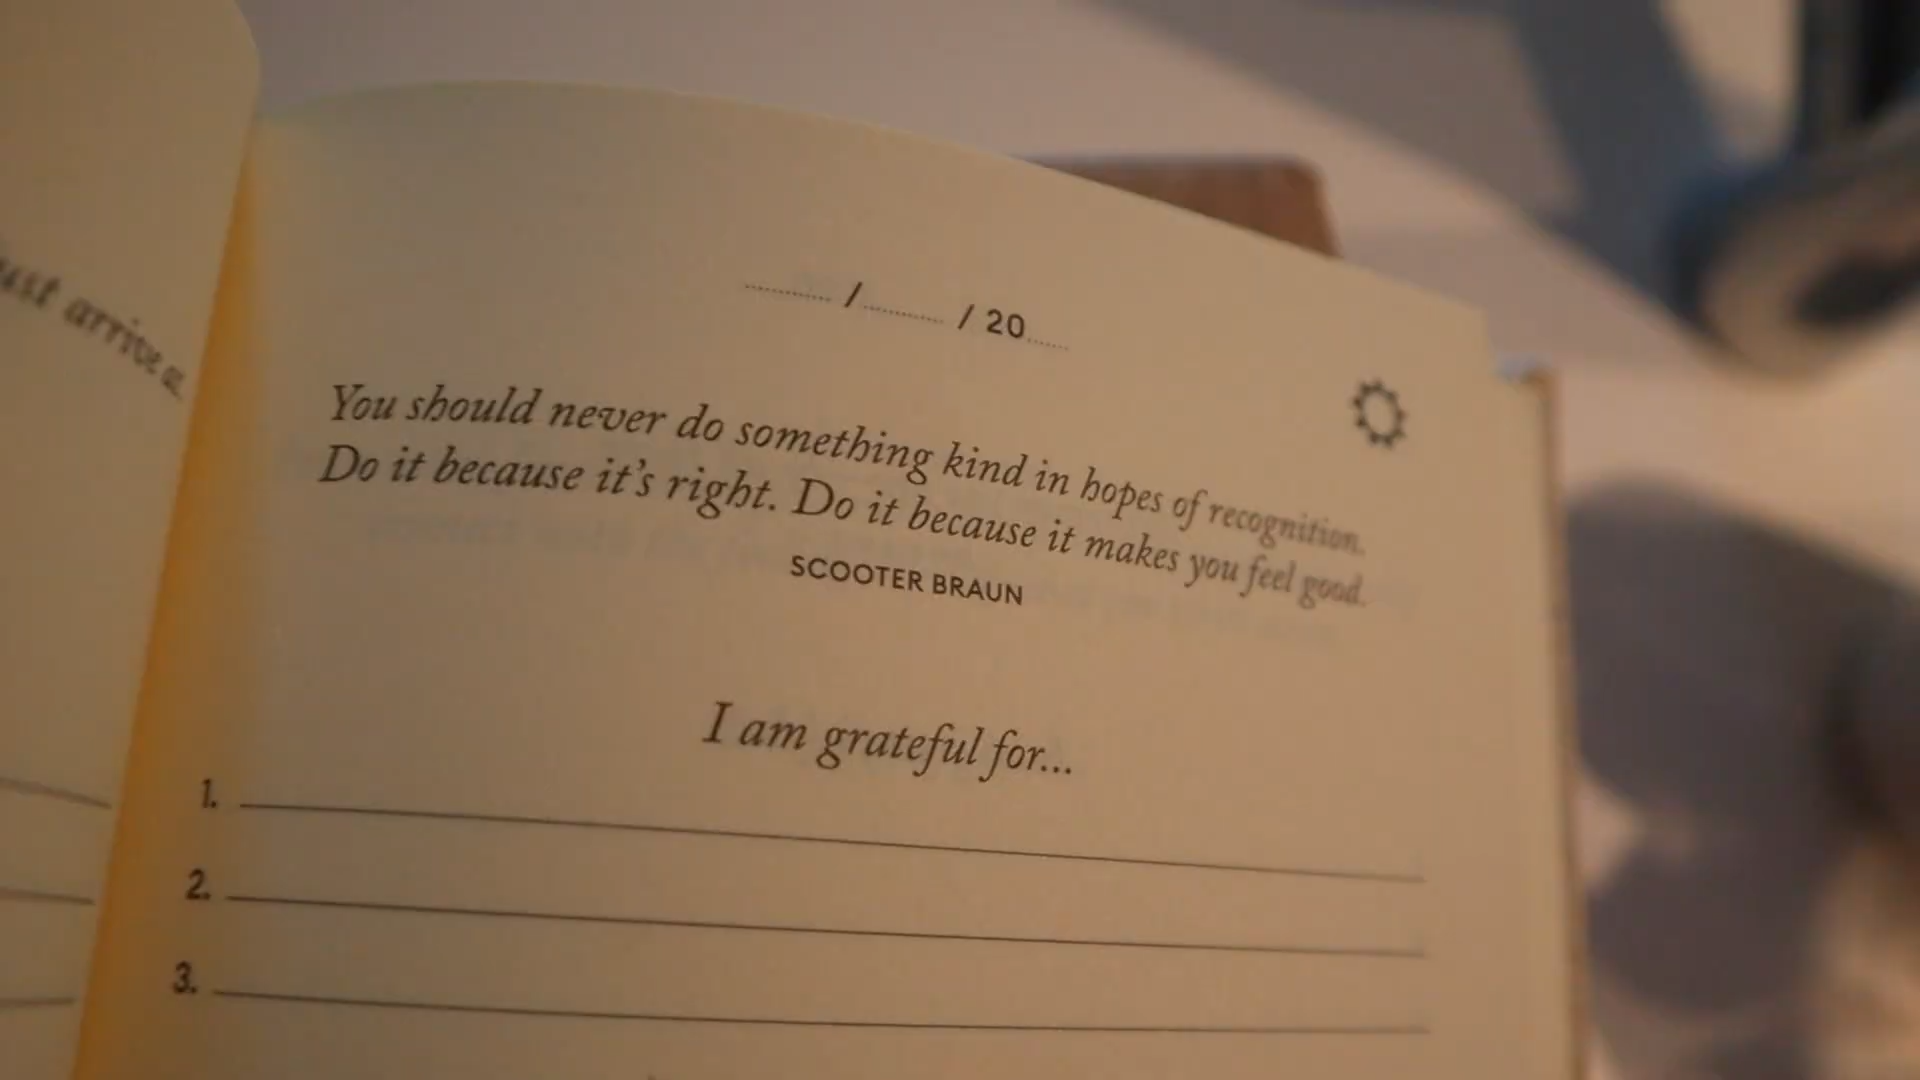 arrive
/ / 20
You should never do something kind in hopes of recognition.
Do it because it's right. Do it because it makes you feel good.
SCOOTER BRAUN
I am grateful for...
1.
2.
3.